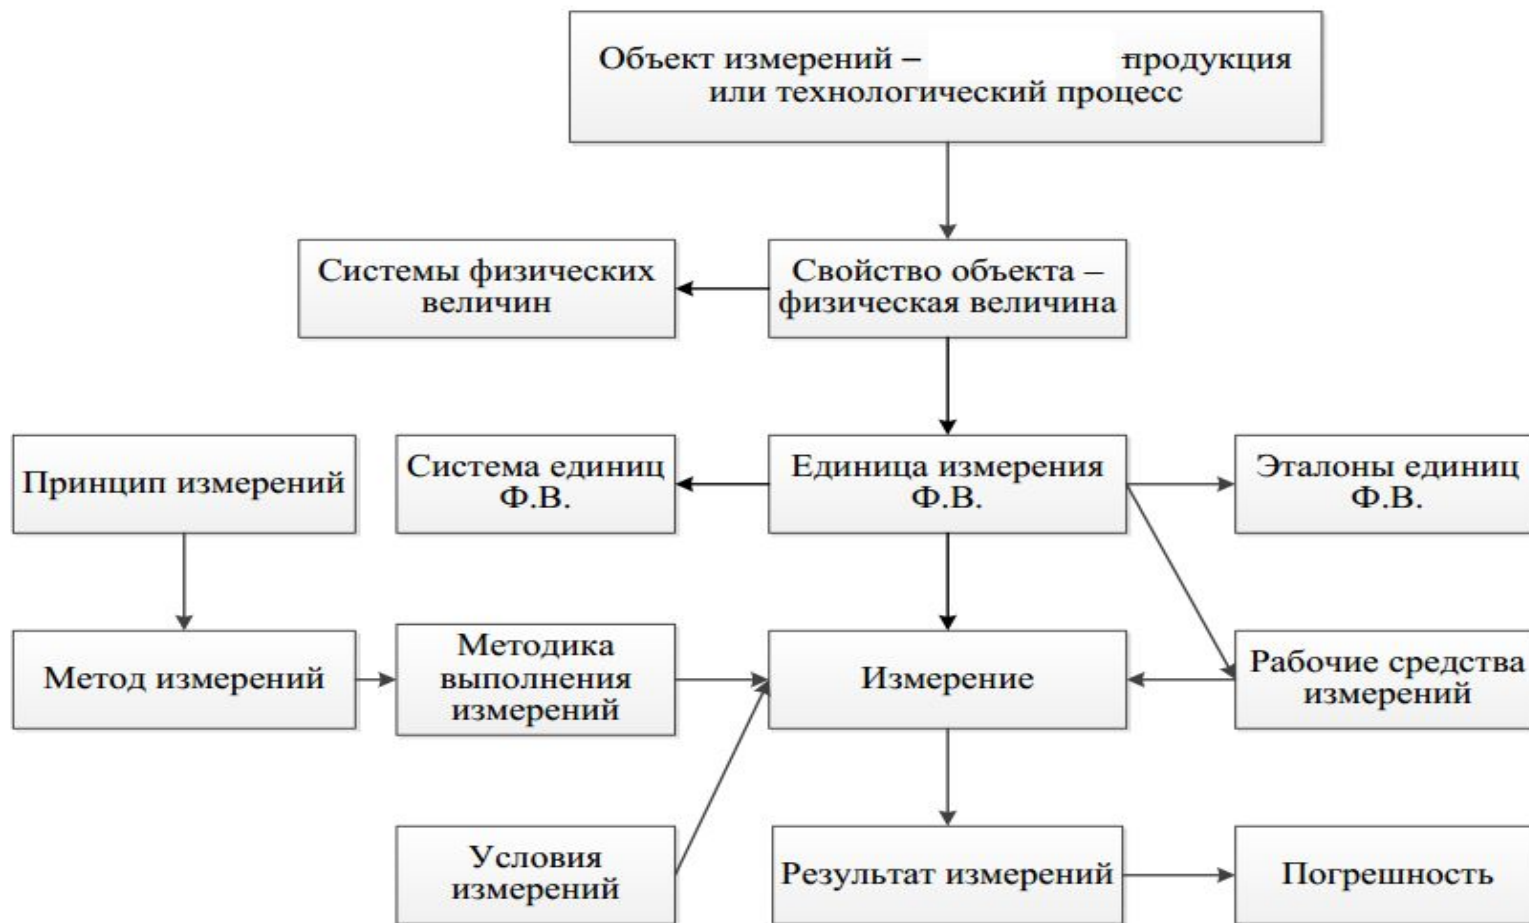 Объект измерений – продукция
или технологический процесс
Системы физических
величин
Свойство объекта –
физическая величина
Принцип измерений
Система единиц
Ф.В.
Единица измерения
Ф.В.
Эталоны единиц
Ф.В.
Метод измерений
Методика
выполнения
измерений
Измерение
Рабочие средства
измерений
Условия
измерений
Результат измерений
Погрешность